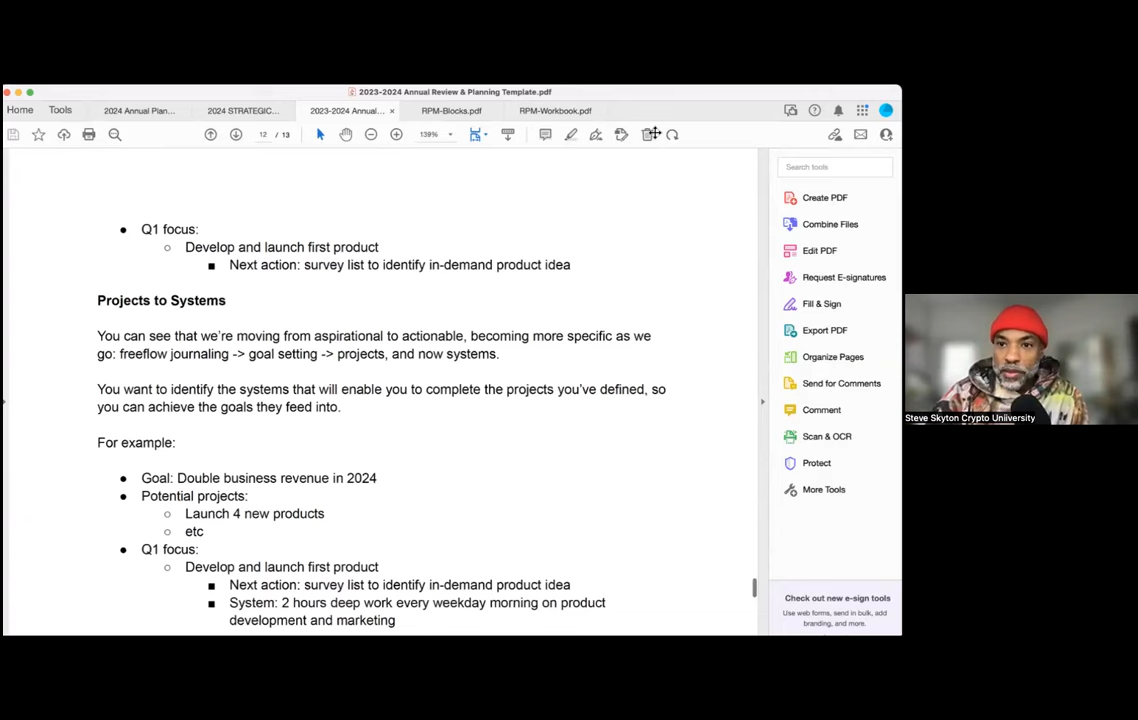 2023-2024 Annual Review & Planning Template.pdf
Home Tools 2024 Annual Plan... 2024 STRATEGIC... 2023-2024 Annual... × RPM-Blocks.pdf RPM-Workbook.pdf
12 / 13 139%
Search tools
Create PDF
Combine Files
Edit PDF
Request E-signatures
Fill & Sign
Export PDF
Organize Pages
Send for Comments
Comment
Scan & OCR
Protect
More Tools
Check out new e-sign tools
Use web forms, send in bulk, add
branding, and more.
● Q1 focus:
○ Develop and launch first product
■ Next action: survey list to identify in-demand product idea
Projects to Systems
You can see that we’re moving from aspirational to actionable, becoming more specific as we
go: freeflow journaling -> goal setting -> projects, and now systems.
You want to identify the systems that will enable you to complete the projects you’ve defined, so
you can achieve the goals they feed into.
For example:
● Goal: Double business revenue in 2024
● Potential projects:
○ Launch 4 new products
○ etc
● Q1 focus:
○ Develop and launch first product
■ Next action: survey list to identify in-demand product idea
■ System: 2 hours deep work every weekday morning on product
development and marketing
Steve Skyton Crypto Uniiversity